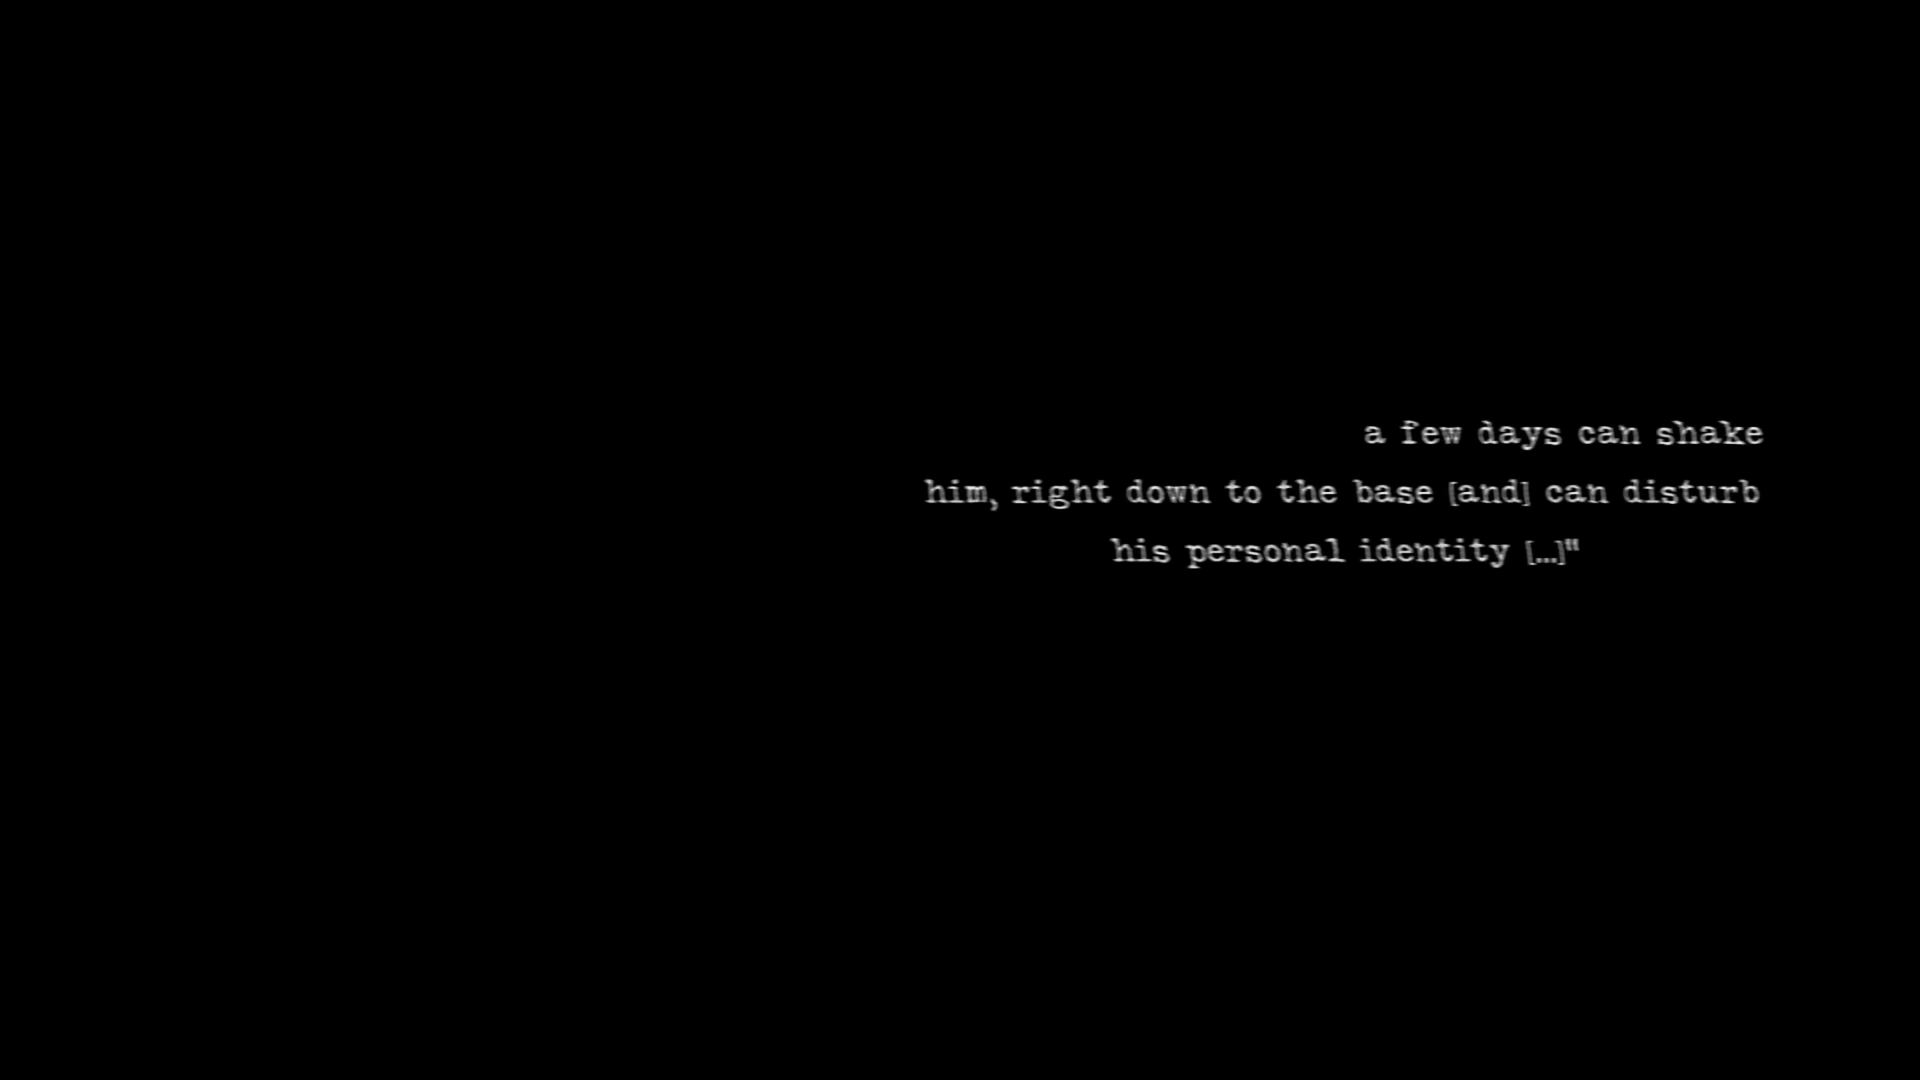 a few days can shake
him, right down to the base [and] can disturb
his personal identity [...]"